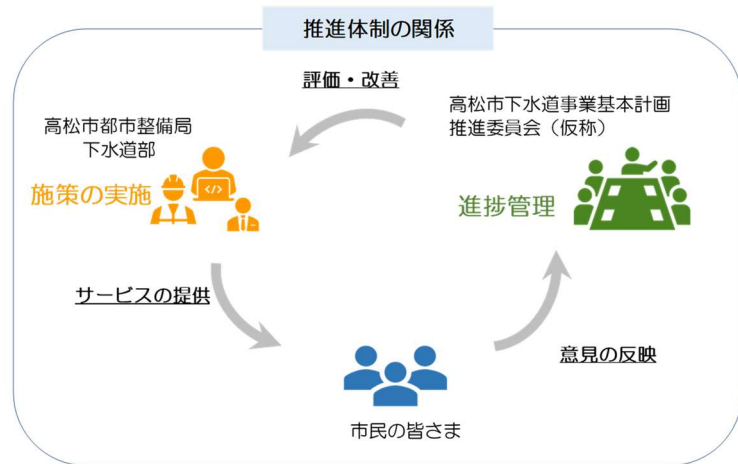 推進体制の関係
評価・改善
高松市都市整備局
下水道部
施策の実施
高松市下水道事業基本計画
推進委員会（仮称）
進捗管理
サービスの提供
意見の反映
市民の皆さま